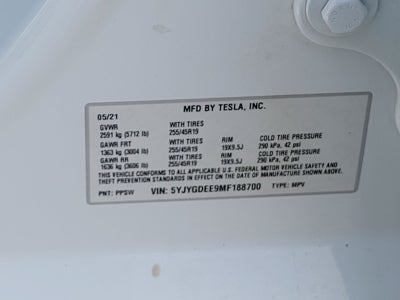 MFD BY TESLA, INC.
05/21
GVWR WITH TIRES
2591 kg (5712 lb) 255/45R19
GAWR FRT WITH TIRES RIM COLD TIRE PRESSURE
1363 kg (3004 lb) 255/45R19 19X9.5J 290 kPa, 42 psi
GAWR RR WITH TIRES RIM COLD TIRE PRESSURE
1636 kg (3606 lb) 255/45R19 19X9.5J 290 kPa, 42 psi
THIS VEHICLE CONFORMS TO ALL APPLICABLE U.S. FEDERAL MOTOR VEHICLE SAFETY AND
THEFT PREVENTION STANDARDS IN EFFECT ON THE DATE OF MANUFACTURE SHOWN ABOVE.
PNT: PPSW VIN: 5YJYGDEE9MF188700 TYPE: MPV